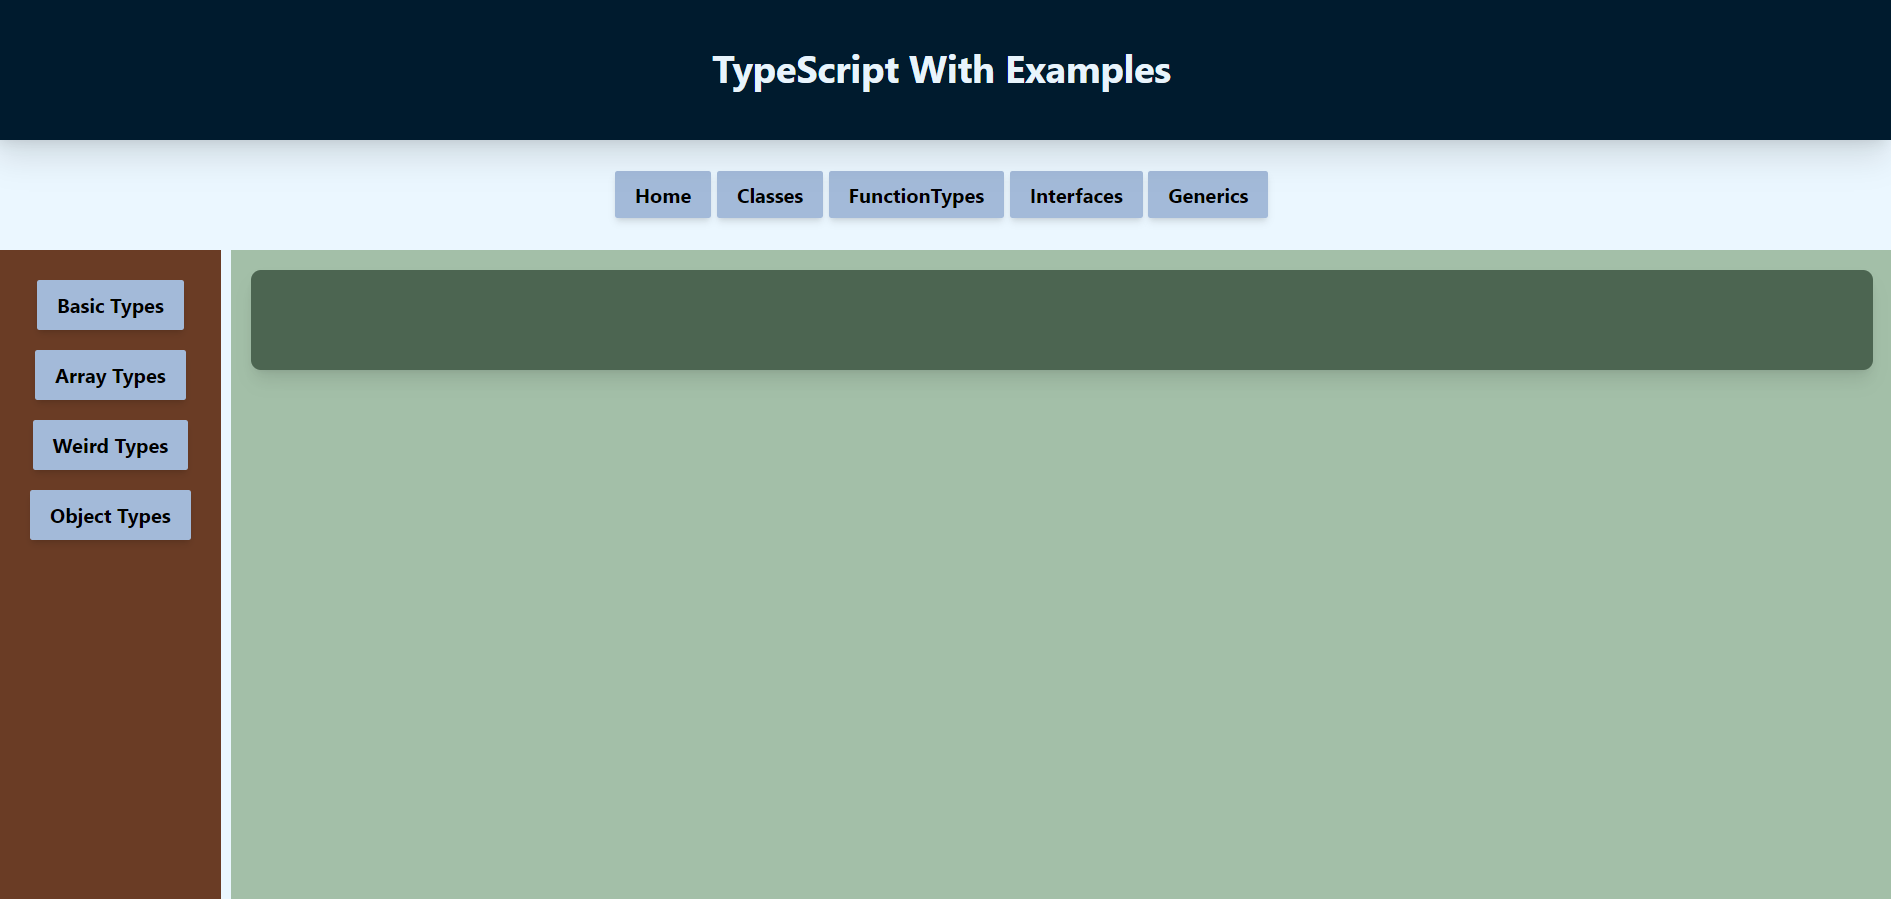 TypeScript With Examples
Home Classes FunctionTypes Interfaces Generics
Basic Types
Array Types
Weird Types
Object Types